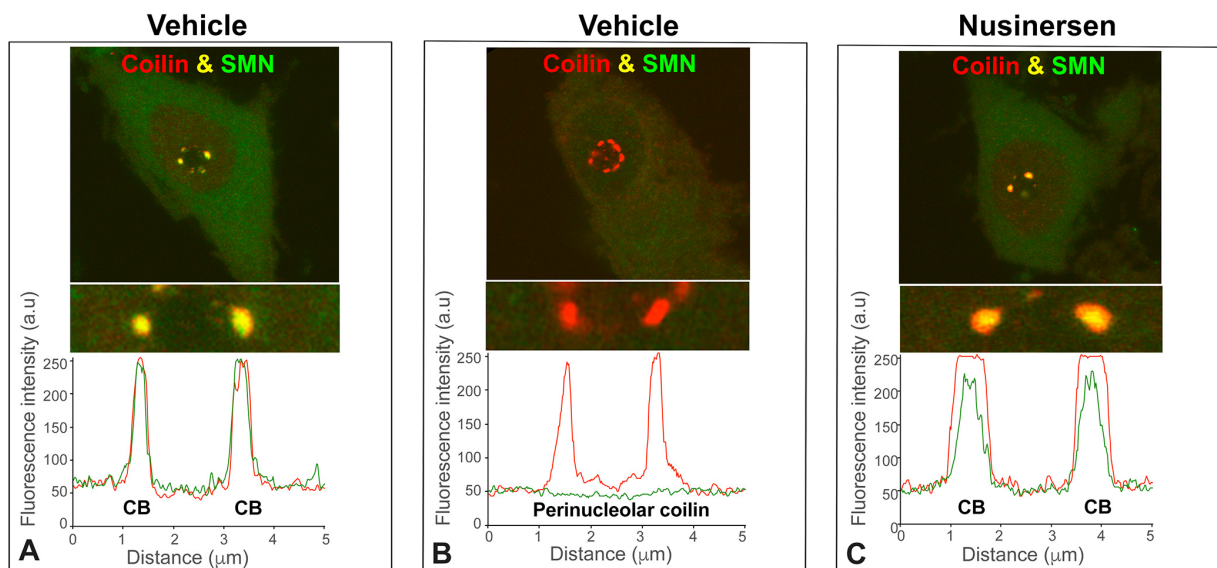 Vehicle
Coilin & SMN
Fluorescence intensity (a.u)
250
200
150
100
50
0
CB
CB
0 1 2 3 4 5
Distance (μm)
A
Vehicle
Coilin & SMN
Fluorescence intensity (a.u)
250
200
150
100
50
0
Perinucleolar coilin
0 1 2 3 4 5
Distance (μm)
B
Nusinersen
Coilin & SMN
Fluorescence intensity (a.u)
250
200
150
100
50
0
CB
CB
0 1 2 3 4 5
Distance (μm)
C